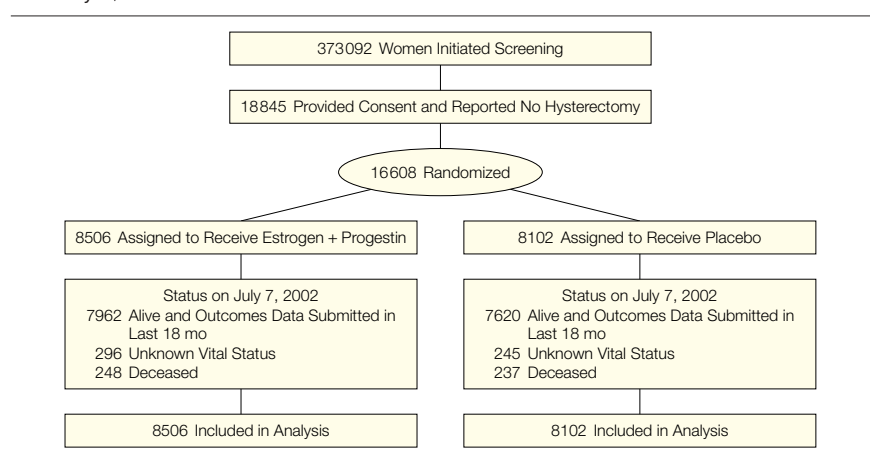 373092 Women Initiated Screening
18845 Provided Consent and Reported No Hysterectomy
16608 Randomized
8506 Assigned to Receive Estrogen + Progestin
8102 Assigned to Receive Placebo
Status on July 7, 2002
7962 Alive and Outcomes Data Submitted in
Last 18 mo
296 Unknown Vital Status
248 Deceased
Status on July 7, 2002
7620 Alive and Outcomes Data Submitted in
Last 18 mo
245 Unknown Vital Status
237 Deceased
8506 Included in Analysis
8102 Included in Analysis